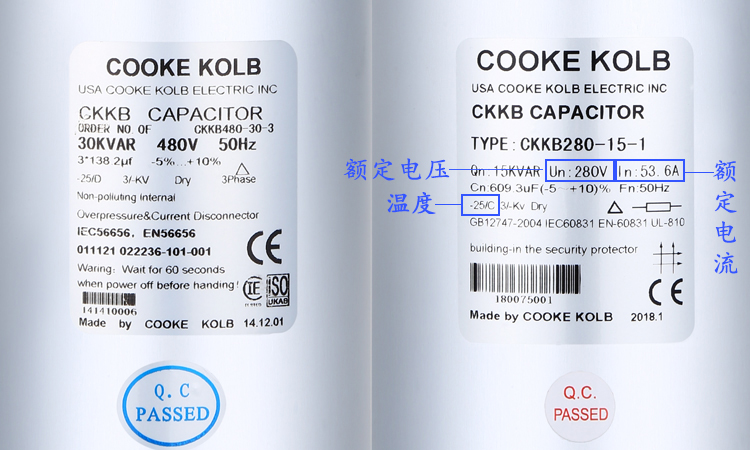 COOKE KOLB
USA COOKE KOLB ELECTRIC INC
CKKB CAPACITOR
ORDER NO OF CKKB480-30-3
30KVAR 480V 50Hz
3*138.2μf -5%...+10%
-25/D 3/-KV Dry 3Phase
Non-polluting Internal
Overpressure&Current Disconnector
IEC56656. EN56656
011121 022236-101-001
CE
Waring: Wait for 60 seconds
when power off before handing!
IE
ISO
UKAB
141410006
Made by COOKE KOLB 14.12.01
Q.C
PASSED
COOKE KOLB
USA COOKE KOLB ELECTRIC INC
CKKB CAPACITOR
TYPE: CKKB280-15-1
额定电压
Qn: 15KVAR Un: 280V In: 53.6A
额定电流
Cn:609.3uF(-5 +10)% Fn:50Hz
温度
-25/C 3/-Kv Dry
GB12747-2004 IEC60831 EN-60831 UL-810
building-in the security protector
180075001
CE
Made by COOKE KOLB 2018.1
Q.C.
PASSED